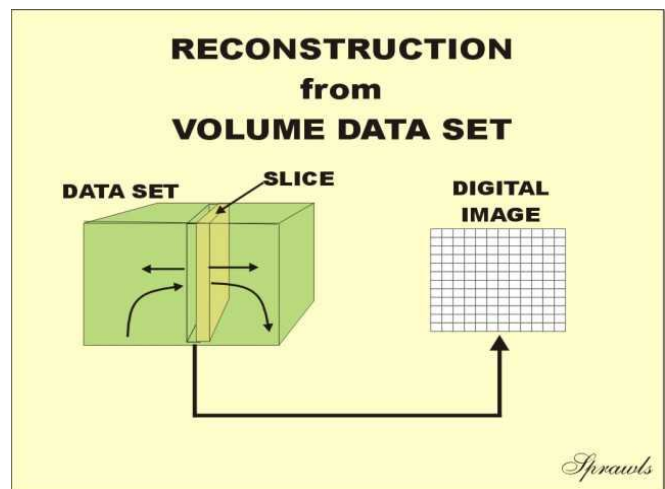 RECONSTRUCTION
from
VOLUME DATA SET
DATA SET
SLICE
DIGITAL
IMAGE
Sprawls